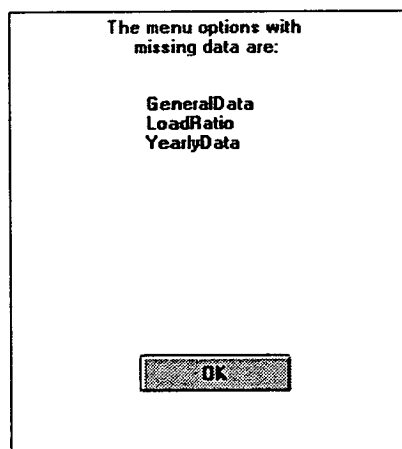 The menu options with
missing data are:
GeneralData
LoadRatio
YearlyData
OK